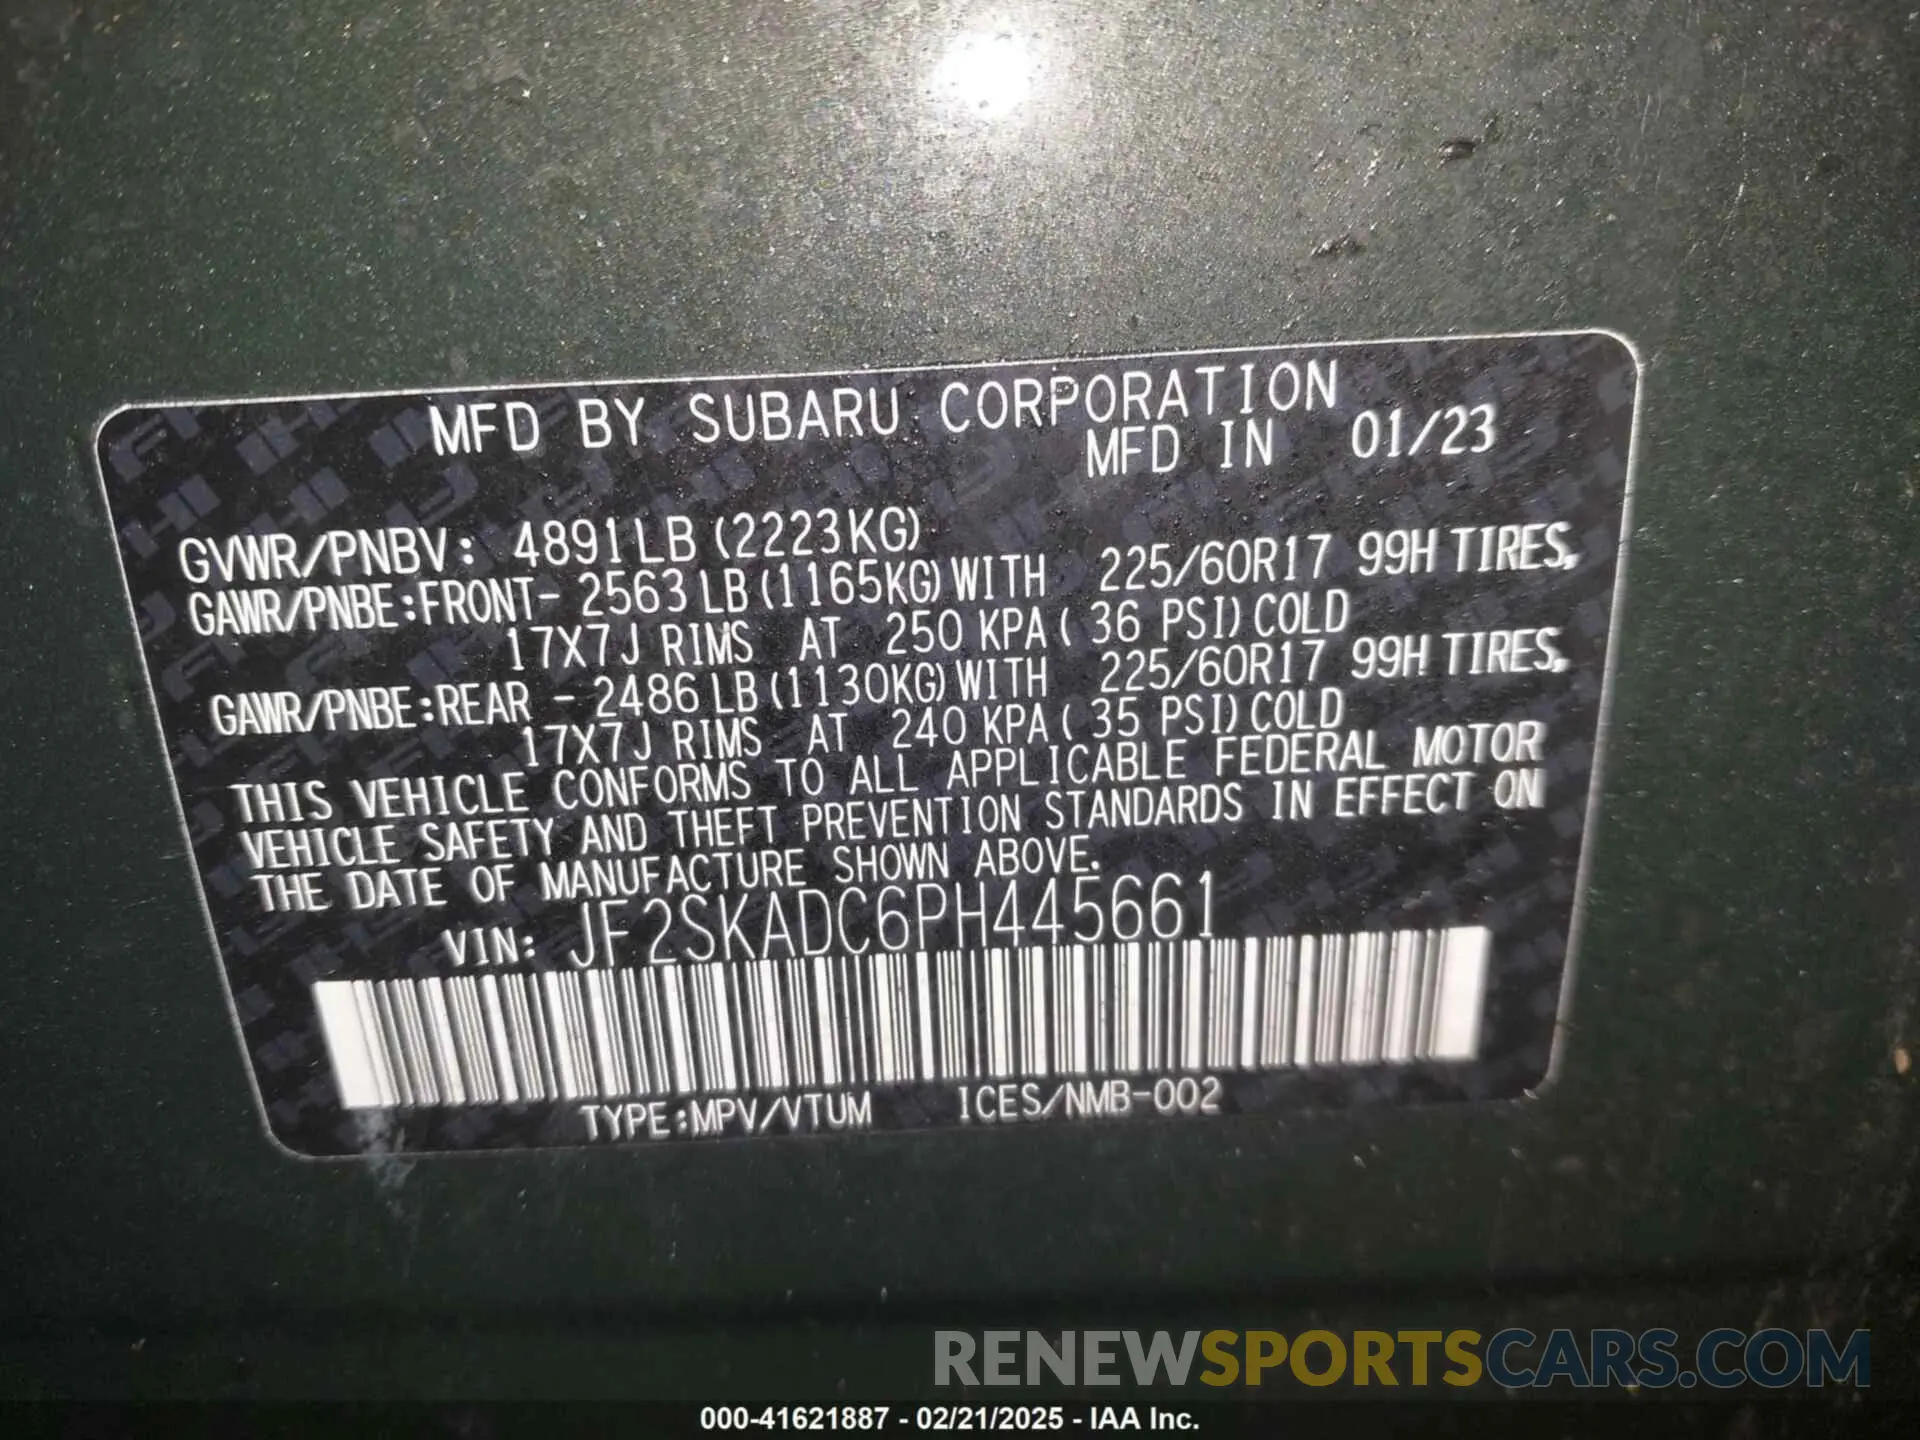 MFD BY SUBARU CORPORATION
MFD IN 01/23
GVWR/PNBV: 4891LB (2223KG)
GAWR/PNBE:FRONT- 2563 LB (1165KG) WITH 225/60R17 99H TIRES,
17X7J RIMS AT 250 KPA ( 36 PSI) COLD
GAWR/PNBE:REAR - 2486 LB (1130KG) WITH 225/60R17 99H TIRES,
17X7J RIMS AT 240 KPA ( 35 PSI) COLD
THIS VEHICLE CONFORMS TO ALL APPLICABLE FEDERAL MOTOR
VEHICLE SAFETY AND THEFT PREVENTION STANDARDS IN EFFECT ON
THE DATE OF MANUFACTURE SHOWN ABOVE.
VIN: JF2SKADC6PH445661
TYPE:MPV/VTUM ICES/NMB-002
RENEWSPORTSCARS.COM
000-41621887 - 02/21/2025 - IAA Inc.